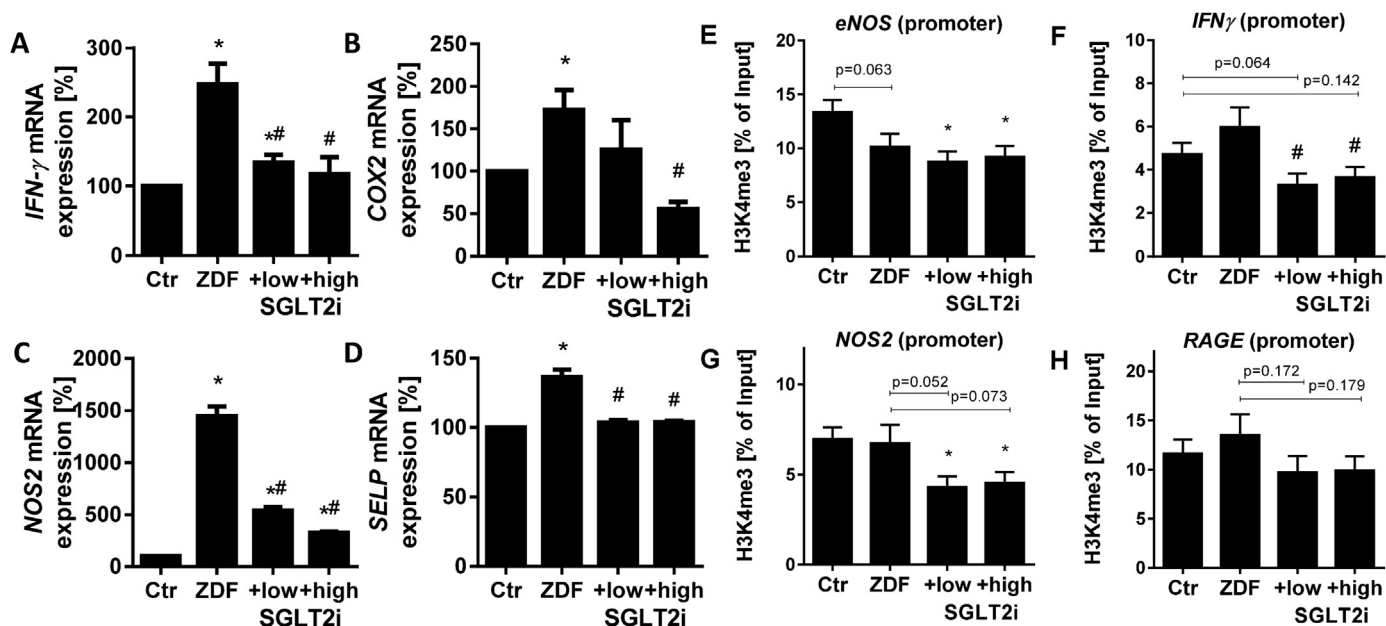 A
IFN-γ mRNA
expression [%]
300
200
100
0
*
*#
#
Ctr ZDF +low+high
SGLT2i
B
COX2 mRNA
expression [%]
250
200
150
100
50
0
*
#
Ctr ZDF +low+high
SGLT2i
E
eNOS (promoter)
H3K4me3 [% of Input]
20
15
10
5
0
p=0.063
*
*
Ctr ZDF +low +high
SGLT2i
F
IFNγ (promoter)
H3K4me3 [% of Input]
10
8
6
4
2
0
p=0.064
p=0.142
#
#
Ctr ZDF +low +high
SGLT2i
C
NOS2 mRNA
expression [%]
2000
1500
1000
500
0
*
*#
*#
Ctr ZDF +low+high
SGLT2i
D
SELP mRNA
expression [%]
150
100
50
0
*
#
#
Ctr ZDF +low+high
SGLT2i
G
NOS2 (promoter)
H3K4me3 [% of Input]
10
5
0
p=0.052
p=0.073
*
*
Ctr ZDF +low +high
SGLT2i
H
RAGE (promoter)
H3K4me3 [% of Input]
20
15
10
5
0
p=0.172
p=0.179
Ctr ZDF +low +high
SGLT2i